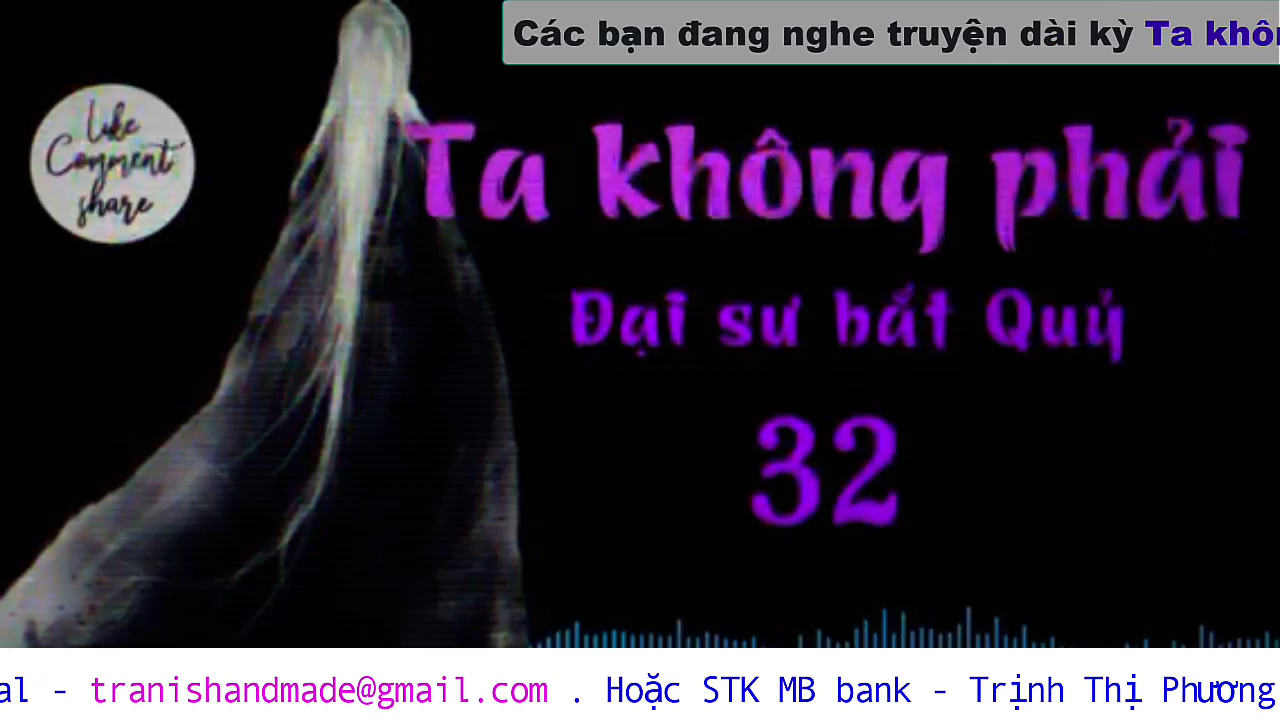 Các bạn đang nghe truyện dài kỳ Ta khôn
like
Comment
share
Ta không phải
Đại sư bắt Quỷ
32
al - tranishandmade@gmail.com . Hoặc STK MB bank - Trịnh Thị Phương